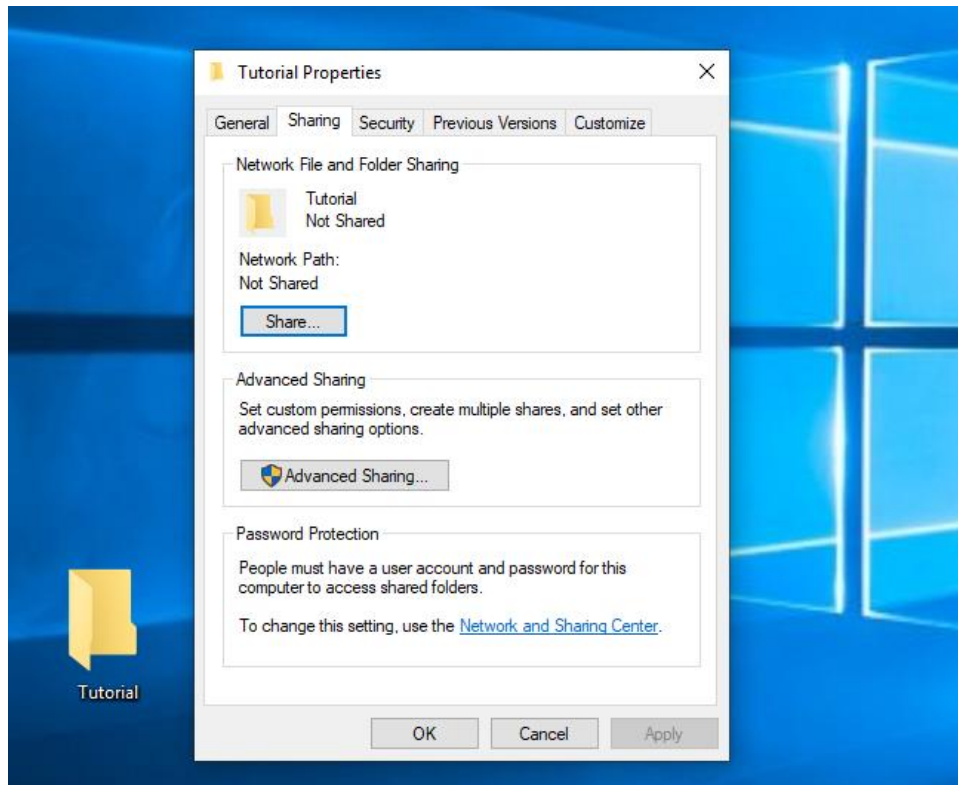 Tutorial Properties
General Sharing Security Previous Versions Customize
Network File and Folder Sharing
Tutorial
Not Shared
Network Path:
Not Shared
Share...
Advanced Sharing
Set custom permissions, create multiple shares, and set other
advanced sharing options.
Advanced Sharing...
Password Protection
People must have a user account and password for this
computer to access shared folders.
To change this setting, use the Network and Sharing Center.
Tutorial
OK Cancel Apply